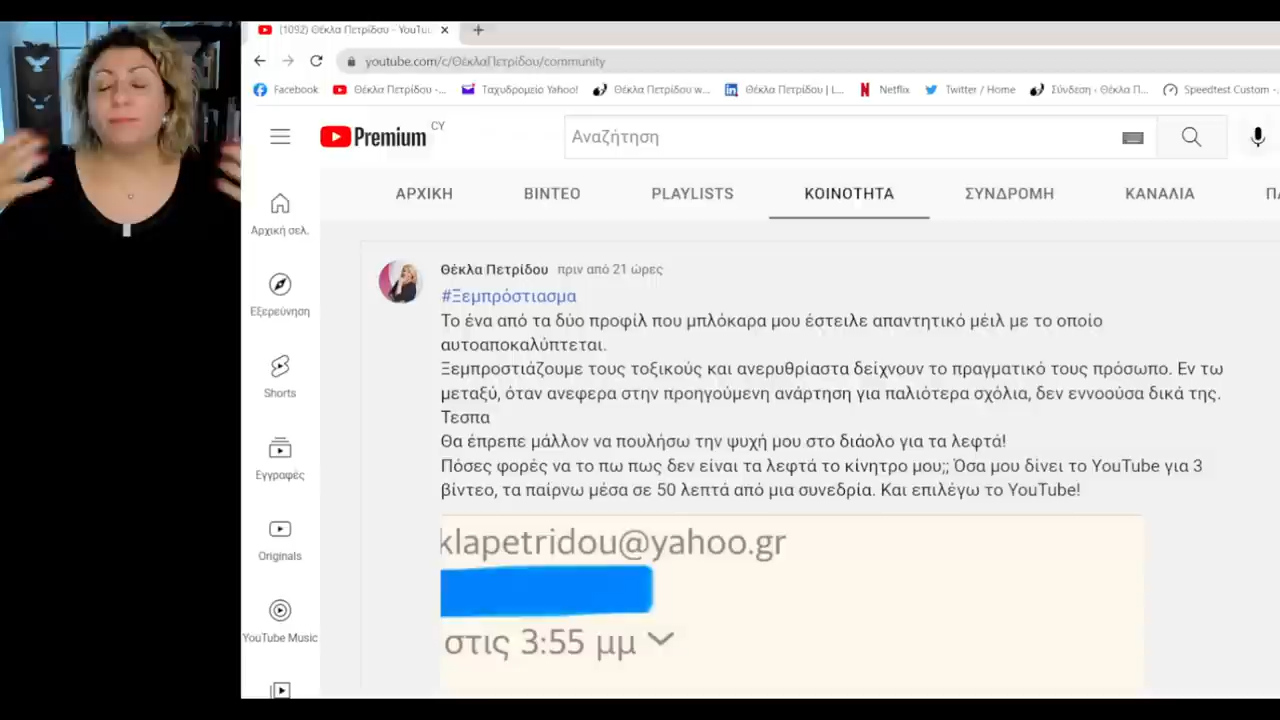 (1092) Θέκλα Πετρίδου - YouTu
youtube.com/c/ΘέκλαΠετρίδου/community
Facebook Θέκλα Πετρίδου -... Ταχυδρομείο Yahoo! Θέκλα Πετρίδου w... Θέκλα Πετρίδου | L... Netflix Twitter / Home Σύνδεση ‹ Θέκλα Π... Speedtest Custom -
Premium CY
Αναζήτηση
ΑΡΧΙΚΗ ΒΙΝΤΕΟ PLAYLISTS ΚΟΙΝΟΤΗΤΑ ΣΥΝΔΡΟΜΗ ΚΑΝΑΛΙΑ
Αρχική σελ.
Εξερεύνηση
Shorts
Εγγραφές
Originals
YouTube Music
Θέκλα Πετρίδου πριν από 21 ώρες
#Ξεμπρόστιασμα
Το ένα από τα δύο προφίλ που μπλόκαρα μου έστειλε απαντητικό μέιλ με το οποίο
αυτοαποκαλύπτεται.
Ξεμπροστιάζουμε τους τοξικούς και ανερυθρίαστα δείχνουν το πραγματικό τους πρόσωπο. Εν τω
μεταξύ, όταν ανεφερα στην προηγούμενη ανάρτηση για παλιότερα σχόλια, δεν εννοούσα δικά της.
Τεσπα
Θα έπρεπε μάλλον να πουλήσω την ψυχή μου στο διάολο για τα λεφτά!
Πόσες φορές να το πω πως δεν είναι τα λεφτά το κίνητρο μου;; Όσα μου δίνει το YouTube για 3
βίντεο, τα παίρνω μέσα σε 50 λεπτά από μια συνεδρία. Και επιλέγω το YouTube!
klapetridou@yahoo.gr
στις 3:55 μμ